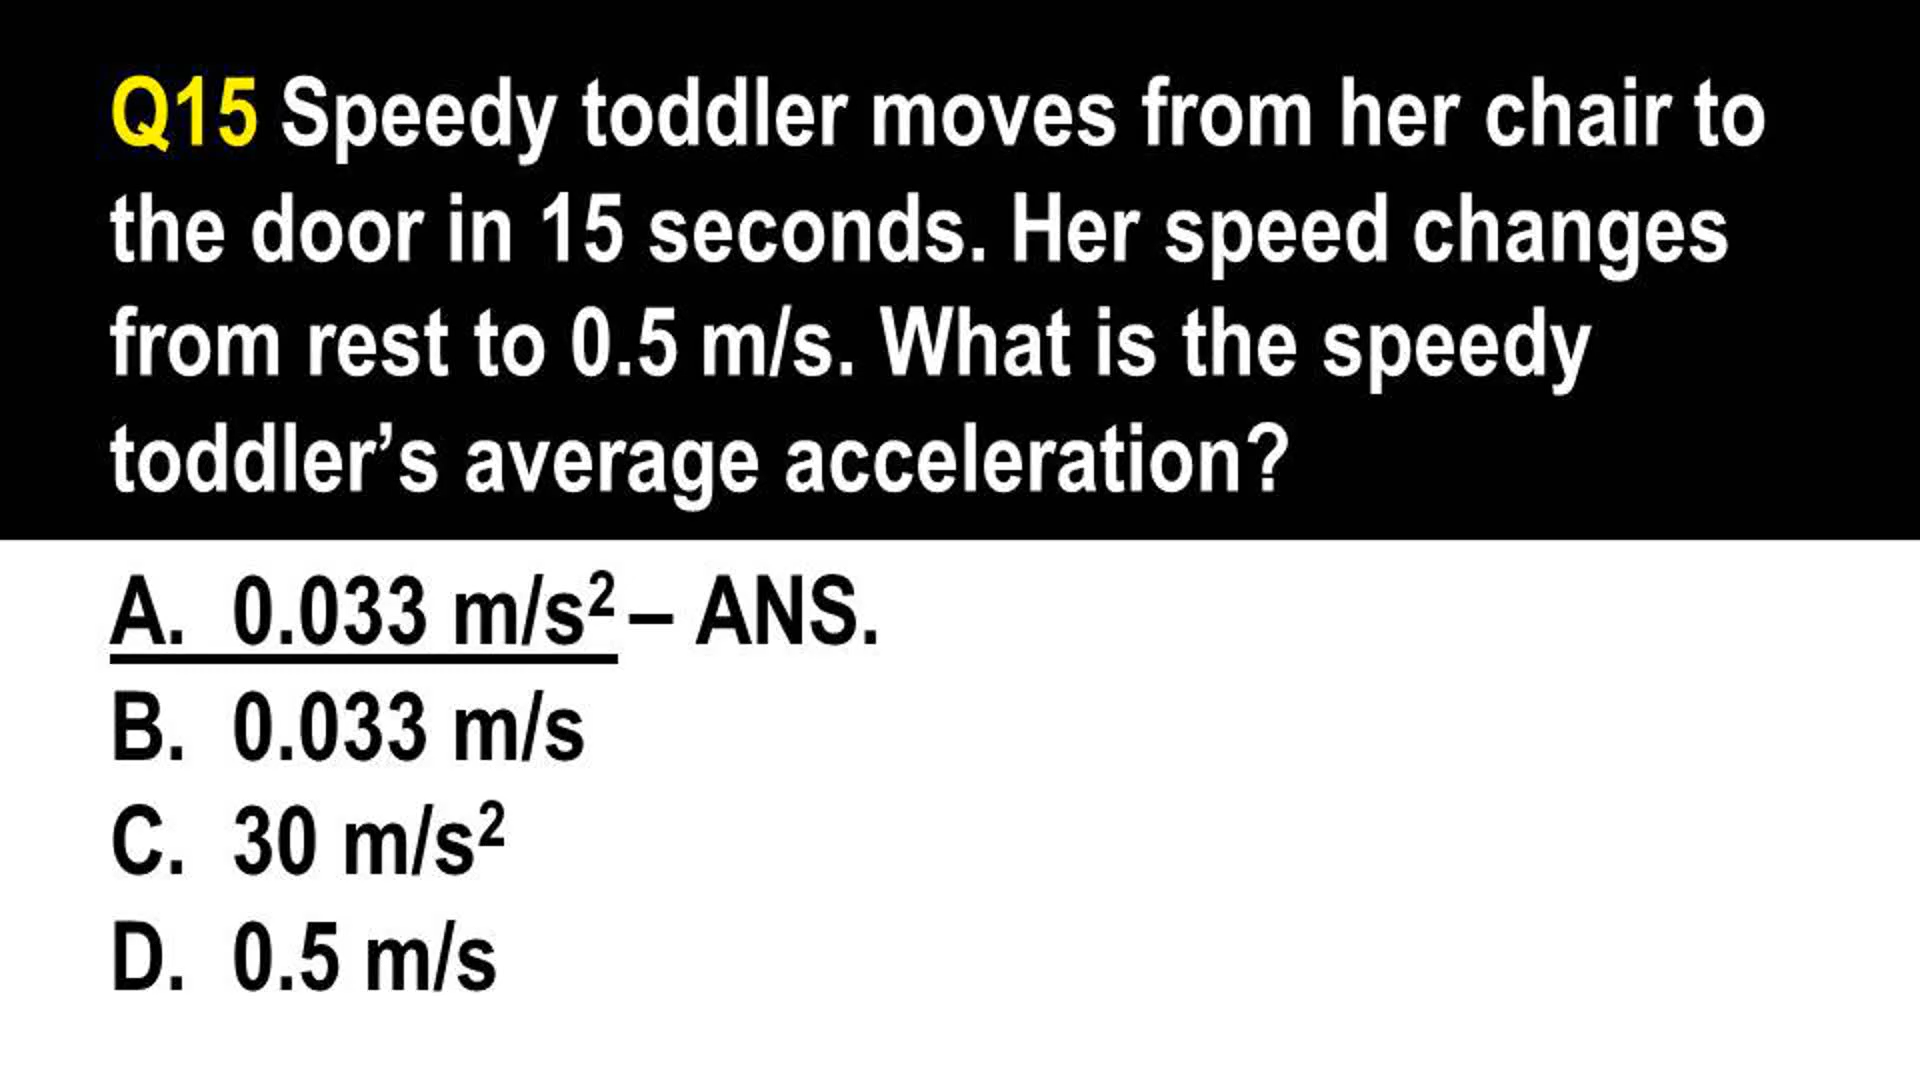 Q15 Speedy toddler moves from her chair to
the door in 15 seconds. Her speed changes
from rest to 0.5 m/s. What is the speedy
toddler’s average acceleration?
A. 0.033 m/s² – ANS.
B. 0.033 m/s
C. 30 m/s²
D. 0.5 m/s